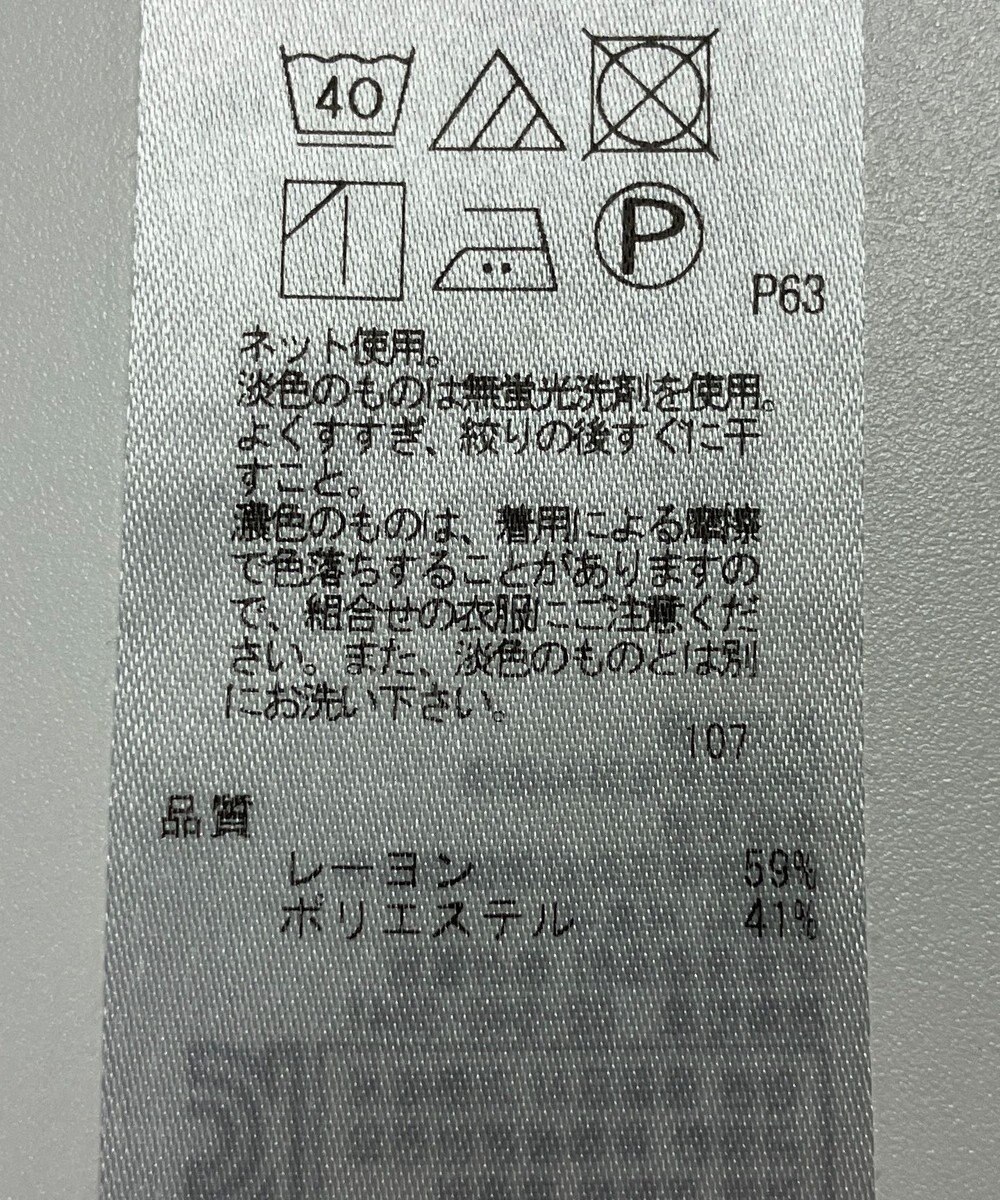 40
P
P63
ネット使用。
淡色のものは無蛍光洗剤を使用。
よくすすぎ、絞りの後すぐに干
すこと。
濃色のものは、着用による摩擦
で色落ちすることがありますの
で、組合せの衣服にご注意くだ
さい。また、淡色のものとは別
にお洗い下さい。
107
品質
レーヨン 59%
ポリエステル 41%